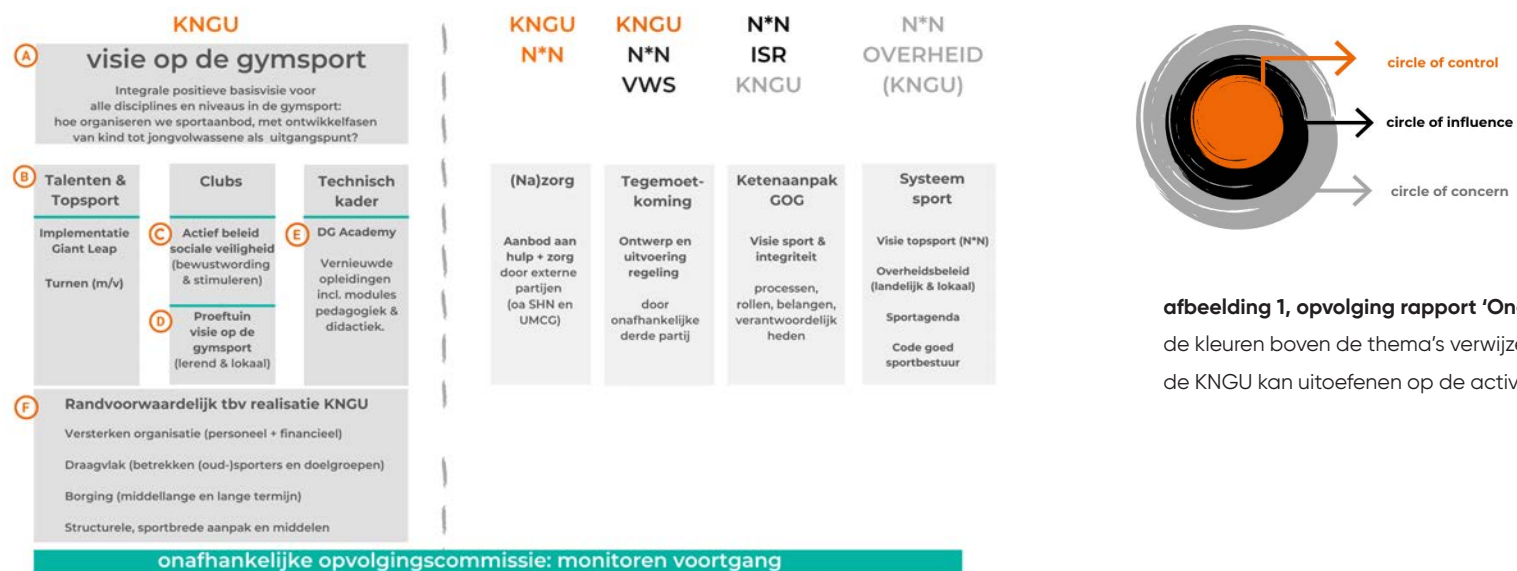 KNGU
A
visie op de gymsport
Integrale positieve basisvisie voor
alle disciplines en niveaus in de gymsport:
hoe organiseren we sportaanbod, met ontwikkelfasen
van kind tot jongvolwassene als uitgangspunt?
B
Talenten &
Topsport
Implementatie
Giant Leap
Turnen (m/v)
Clubs
C
Actief beleid
sociale veiligheid
(bewustwording
& stimuleren)
D
Proeftuin
visie op de
gymsport
(lerend & lokaal)
Technisch
kader
E
DG Academy
Vernieuwde
opleidingen
incl. modules
pedagogiek &
didactiek.
F
Randvoorwaardelijk tbv realisatie KNGU
Versterken organisatie (personeel + financieel)
Draagvlak (betrekken (oud-)sporters en doelgroepen)
Borging (middellange en lange termijn)
Structurele, sportbrede aanpak en middelen
KNGU
N*N
(Na)zorg
Aanbod aan
hulp + zorg
door externe
partijen
(oa SHN en
UMCG)
KNGU
N*N
VWS
Tegemoet-
koming
Ontwerp en
uitvoering
regeling
door
onafhankelijke
derde partij
N*N
ISR
KNGU
Ketenaanpak
GOG
Visie sport &
integriteit
processen,
rollen, belangen,
verantwoordelijk
heden
N*N
OVERHEID
(KNGU)
Systeem
sport
Visie topsport (N*N)
Overheidsbeleid
(landelijk & lokaal)
Sportagenda
Code goed
sportbestuur
onafhankelijke opvolgingscommissie: monitoren voortgang
circle of control
circle of influence
circle of concern
afbeelding 1, opvolging rapport ‘On
de kleuren boven de thema’s verwijz
de KNGU kan uitoefenen op de activ